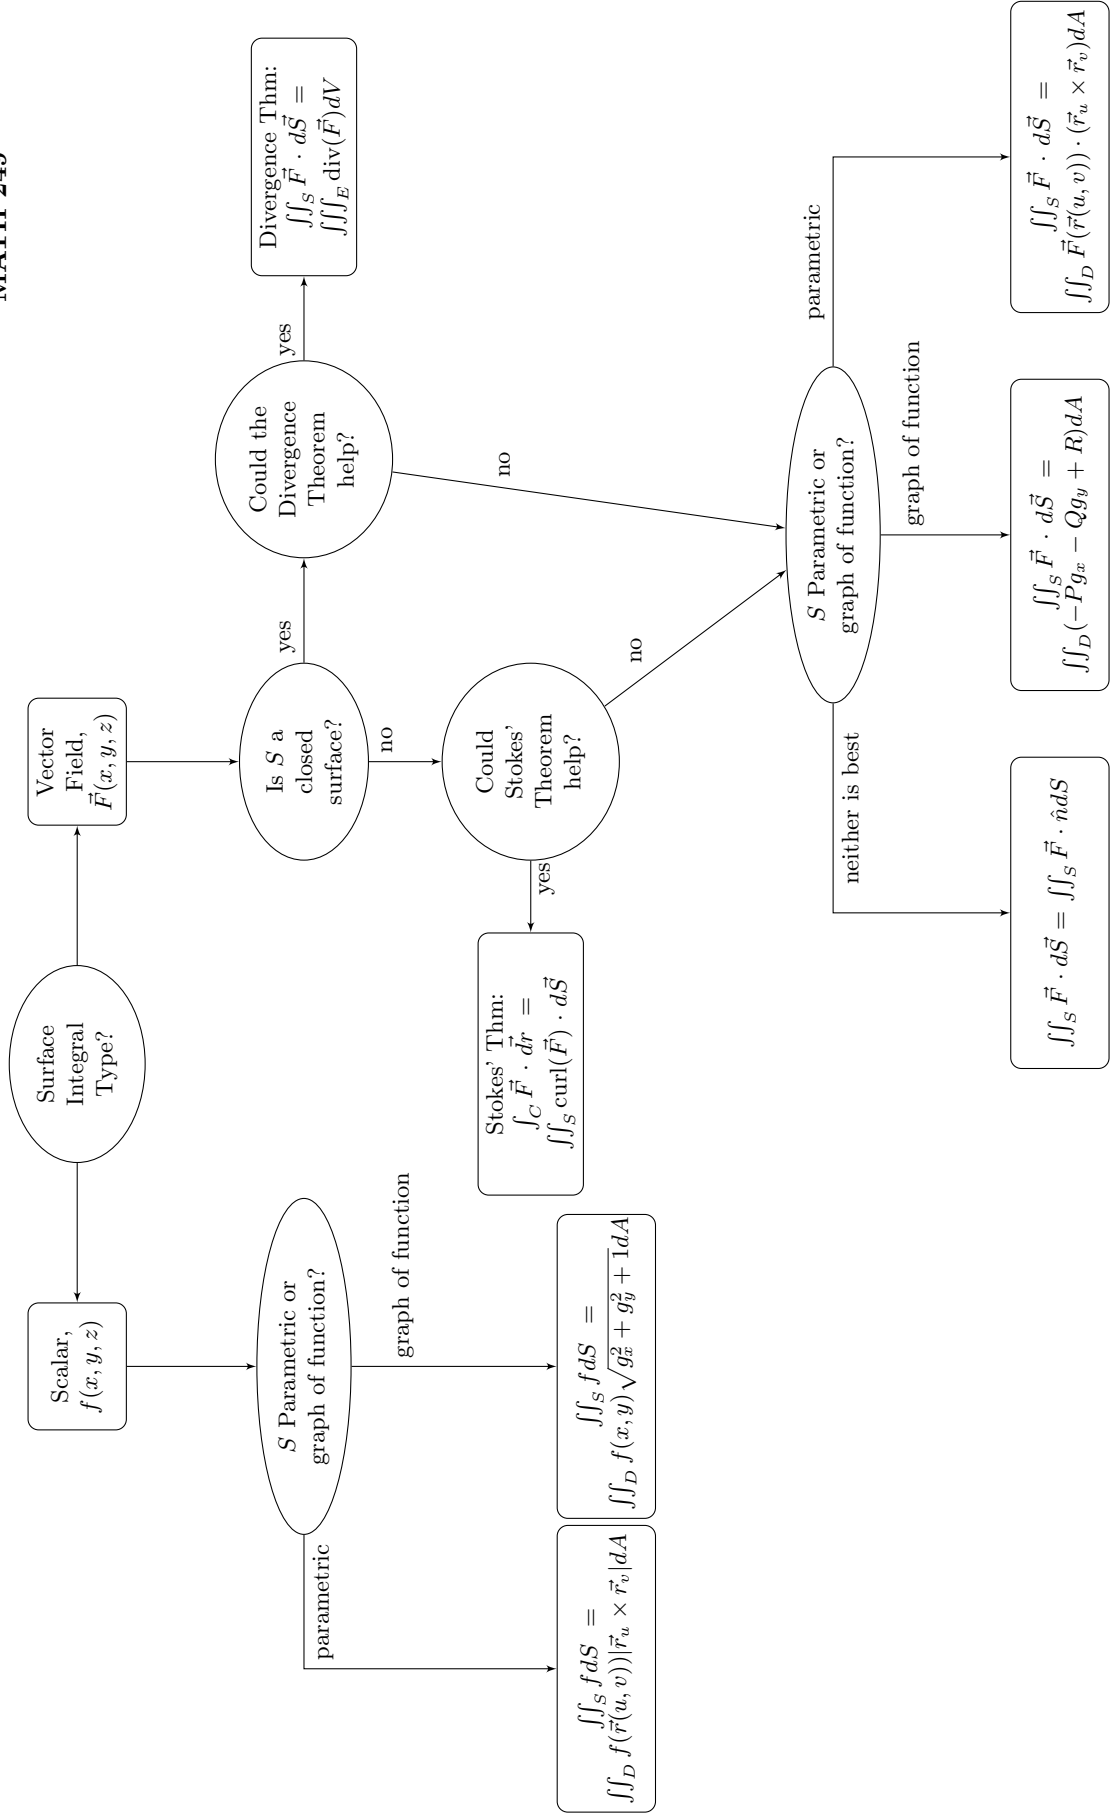 Surface
Integral
Type?
Scalar,
f(x, y, z)
Vector
Field,
F⃗(x, y, z)
S Parametric or
graph of function?
parametric
graph of function
∬_S f dS =
∬_D f(r⃗(u, v))|r⃗_u × r⃗_v|dA
∬_S f dS =
∬_D f(x, y)√(g_x^2 + g_y^2 + 1)dA
Is S a
closed
surface?
yes
no
Could the
Divergence
Theorem
help?
yes
no
Divergence Thm:
∬_S F⃗ · dS⃗ =
∭_E div(F⃗)dV
Could
Stokes'
Theorem
help?
yes
no
Stokes' Thm:
∫_C F⃗ · dr⃗ =
∬_S curl(F⃗) · dS⃗
S Parametric or
graph of function?
neither is best
graph of function
parametric
∬_S F⃗ · dS⃗ = ∬_S F⃗ · n̂dS
∬_S F⃗ · dS⃗ =
∬_D(−Pg_x − Qg_y + R)dA
∬_S F⃗ · dS⃗ =
∬_D F⃗(r⃗(u, v)) · (r⃗_u × r⃗_v)dA